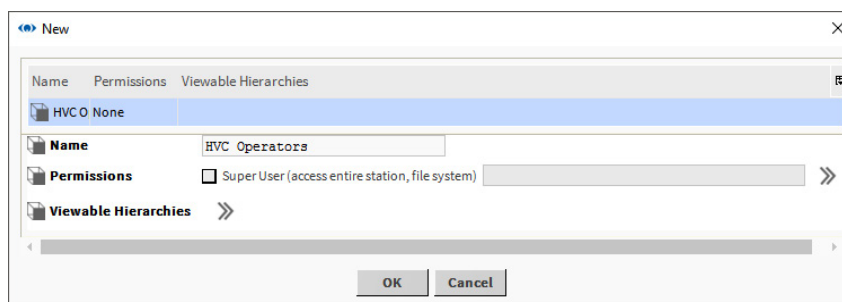 New
Name Permissions Viewable Hierarchies
HVC O None
Name HVC Operators
Permissions Super User (access entire station, file system)
Viewable Hierarchies
OK Cancel